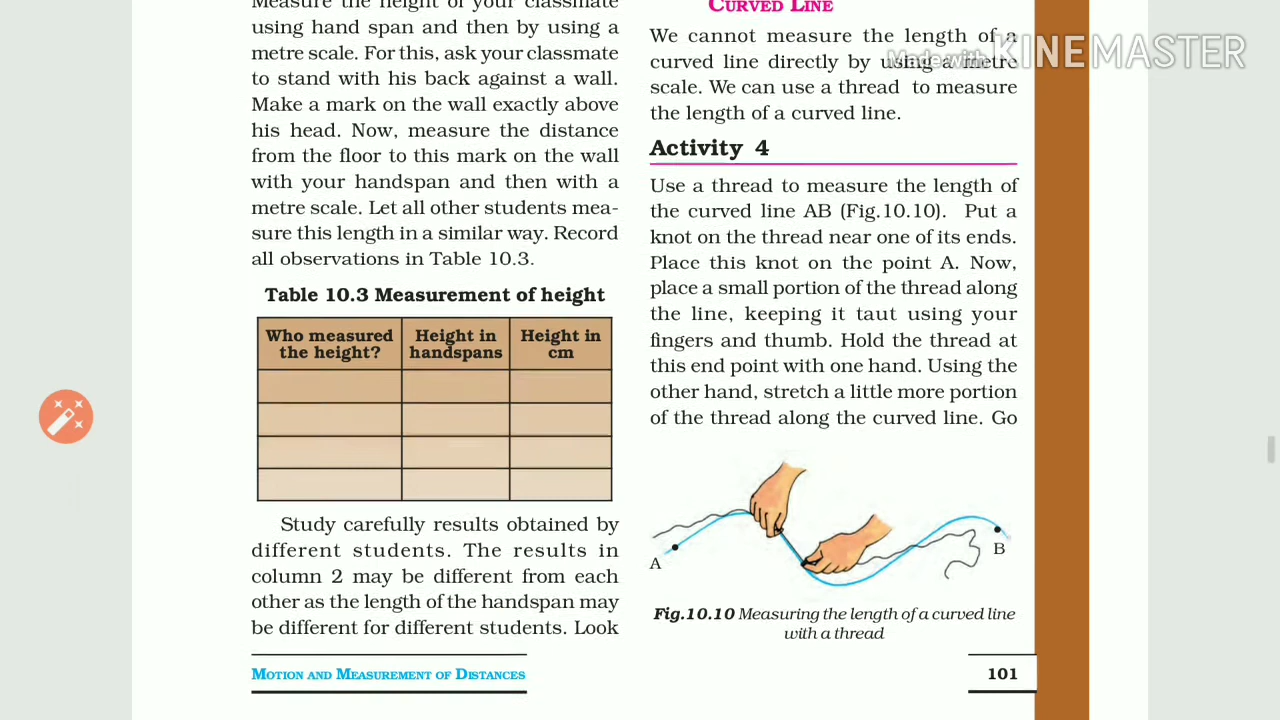 Measure the height of your classmate
using hand span and then by using a
metre scale. For this, ask your classmate
to stand with his back against a wall.
Make a mark on the wall exactly above
his head. Now, measure the distance
from the floor to this mark on the wall
with your handspan and then with a
metre scale. Let all other students mea-
sure this length in a similar way. Record
all observations in Table 10.3.
Table 10.3 Measurement of height
Who measured the height?
Height in handspans
Height in cm
Study carefully results obtained by
different students. The results in
column 2 may be different from each
other as the length of the handspan may
be different for different students. Look
CURVED LINE
We cannot measure the length of a
curved line directly by using a metre
scale. We can use a thread to measure
the length of a curved line.
Made with KINEMASTER
Activity 4
Use a thread to measure the length of
the curved line AB (Fig.10.10). Put a
knot on the thread near one of its ends.
Place this knot on the point A. Now,
place a small portion of the thread along
the line, keeping it taut using your
fingers and thumb. Hold the thread at
this end point with one hand. Using the
other hand, stretch a little more portion
of the thread along the curved line. Go
A
B
Fig.10.10 Measuring the length of a curved line
with a thread
MOTION AND MEASUREMENT OF DISTANCES
101